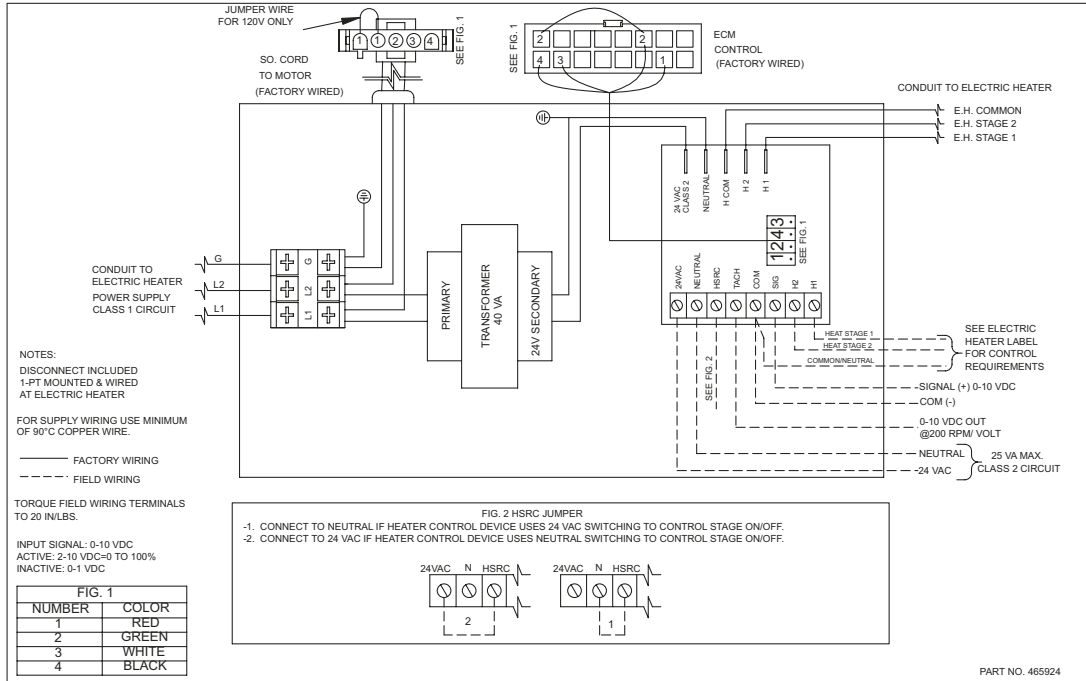 JUMPER WIRE
FOR 120V ONLY
1 1 2 3 4
SEE FIG. 1
SO. CORD
TO MOTOR
(FACTORY WIRED)
SEE FIG. 1
2 2
4 3 1
ECM
CONTROL
(FACTORY WIRED)
CONDUIT TO ELECTRIC HEATER
E.H. COMMON
E.H. STAGE 2
E.H. STAGE 1
24 VAC
CLASS 2
NEUTRAL
H COM
H 2
H 1
1243
SEE FIG. 1
24VAC
NEUTRAL
HSRC
TACH
COM
SIG
H2
H1
CONDUIT TO
ELECTRIC HEATER
POWER SUPPLY
CLASS 1 CIRCUIT
G
L2
L1
G
L2
L1
PRIMARY
TRANSFORMER
40 VA
24V SECONDARY
HEAT STAGE 1
HEAT STAGE 2
COMMON/NEUTRAL
SEE ELECTRIC
HEATER LABEL
FOR CONTROL
REQUIREMENTS
SEE FIG. 2
SIGNAL (+) 0-10 VDC
COM (-)
0-10 VDC OUT
@200 RPM/ VOLT
NEUTRAL
24 VAC
25 VA MAX.
CLASS 2 CIRCUIT
NOTES:
DISCONNECT INCLUDED
1-PT MOUNTED & WIRED
AT ELECTRIC HEATER
FOR SUPPLY WIRING USE MINIMUM
OF 90°C COPPER WIRE.
FACTORY WIRING
FIELD WIRING
TORQUE FIELD WIRING TERMINALS
TO 20 IN/LBS.
INPUT SIGNAL: 0-10 VDC
ACTIVE: 2-10 VDC=0 TO 100%
INACTIVE: 0-1 VDC
FIG. 1
NUMBER COLOR
1 RED
2 GREEN
3 WHITE
4 BLACK
FIG. 2 HSRC JUMPER
-1. CONNECT TO NEUTRAL IF HEATER CONTROL DEVICE USES 24 VAC SWITCHING TO CONTROL STAGE ON/OFF.
-2. CONNECT TO 24 VAC IF HEATER CONTROL DEVICE USES NEUTRAL SWITCHING TO CONTROL STAGE ON/OFF.
24VAC N HSRC
2
24VAC N HSRC
1
PART NO. 465924